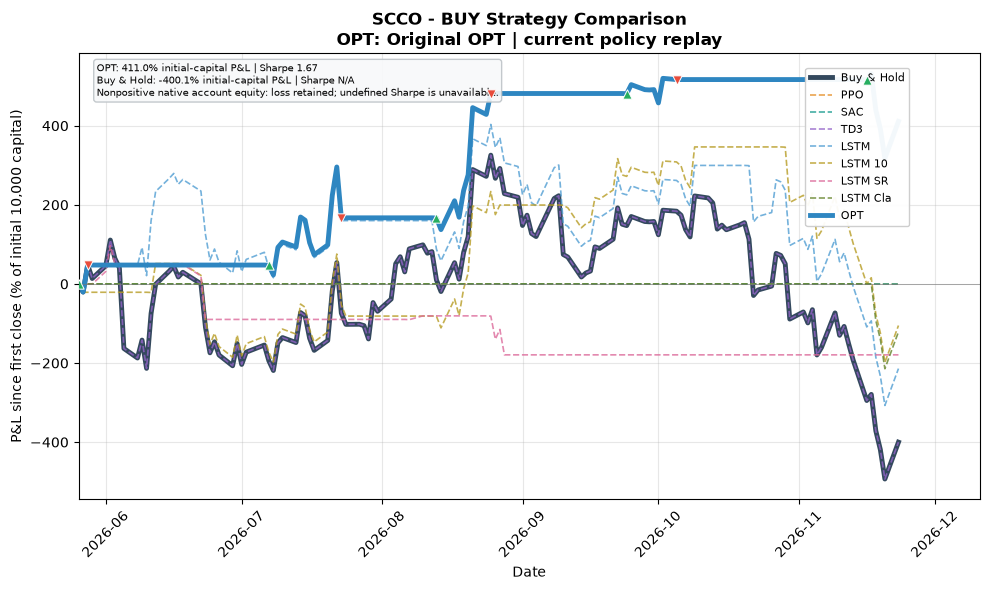 SCCO - BUY Strategy Comparison
OPT: Original OPT | current policy replay
OPT: 411.0% initial-capital P&L | Sharpe 1.67
Buy & Hold: -400.1% initial-capital P&L | Sharpe N/A
Nonpositive native account equity: loss retained; undefined Sharpe is
Buy & Hold
PPO
SAC
TD3
LSTM
LSTM 10
LSTM SR
LSTM Cla
OPT
P&L since first close (% of initial 10,000 capital)
400
200
0
−200
−400
2026-06
2026-07
2026-08
2026-09
2026-10
2026-11
2026-12
Date